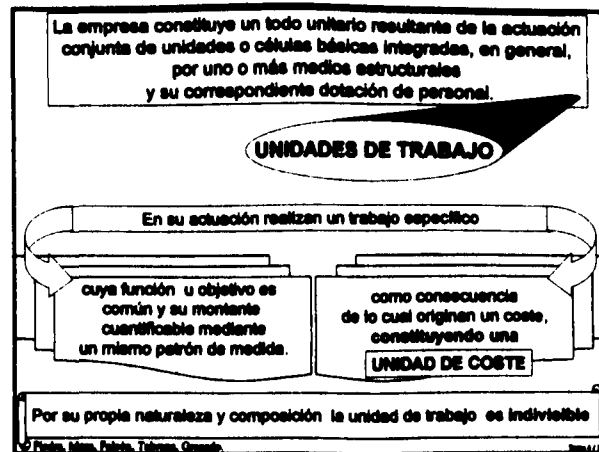 La empresa constituye un todo unitario resultante de la actuación
conjunta de unidades o células básicas integradas, en general,
por uno o más medios estructurales
y su correspondiente dotación de personal.
UNIDADES DE TRABAJO
En su actuación realizan un trabajo específico
cuya función u objetivo es
común y su montante
cuantificable mediante
un mismo patrón de medida.
como consecuencia
de lo cual originan un coste,
constituyendo una
UNIDAD DE COSTE
Por su propia naturaleza y composición la unidad de trabajo es indivisible